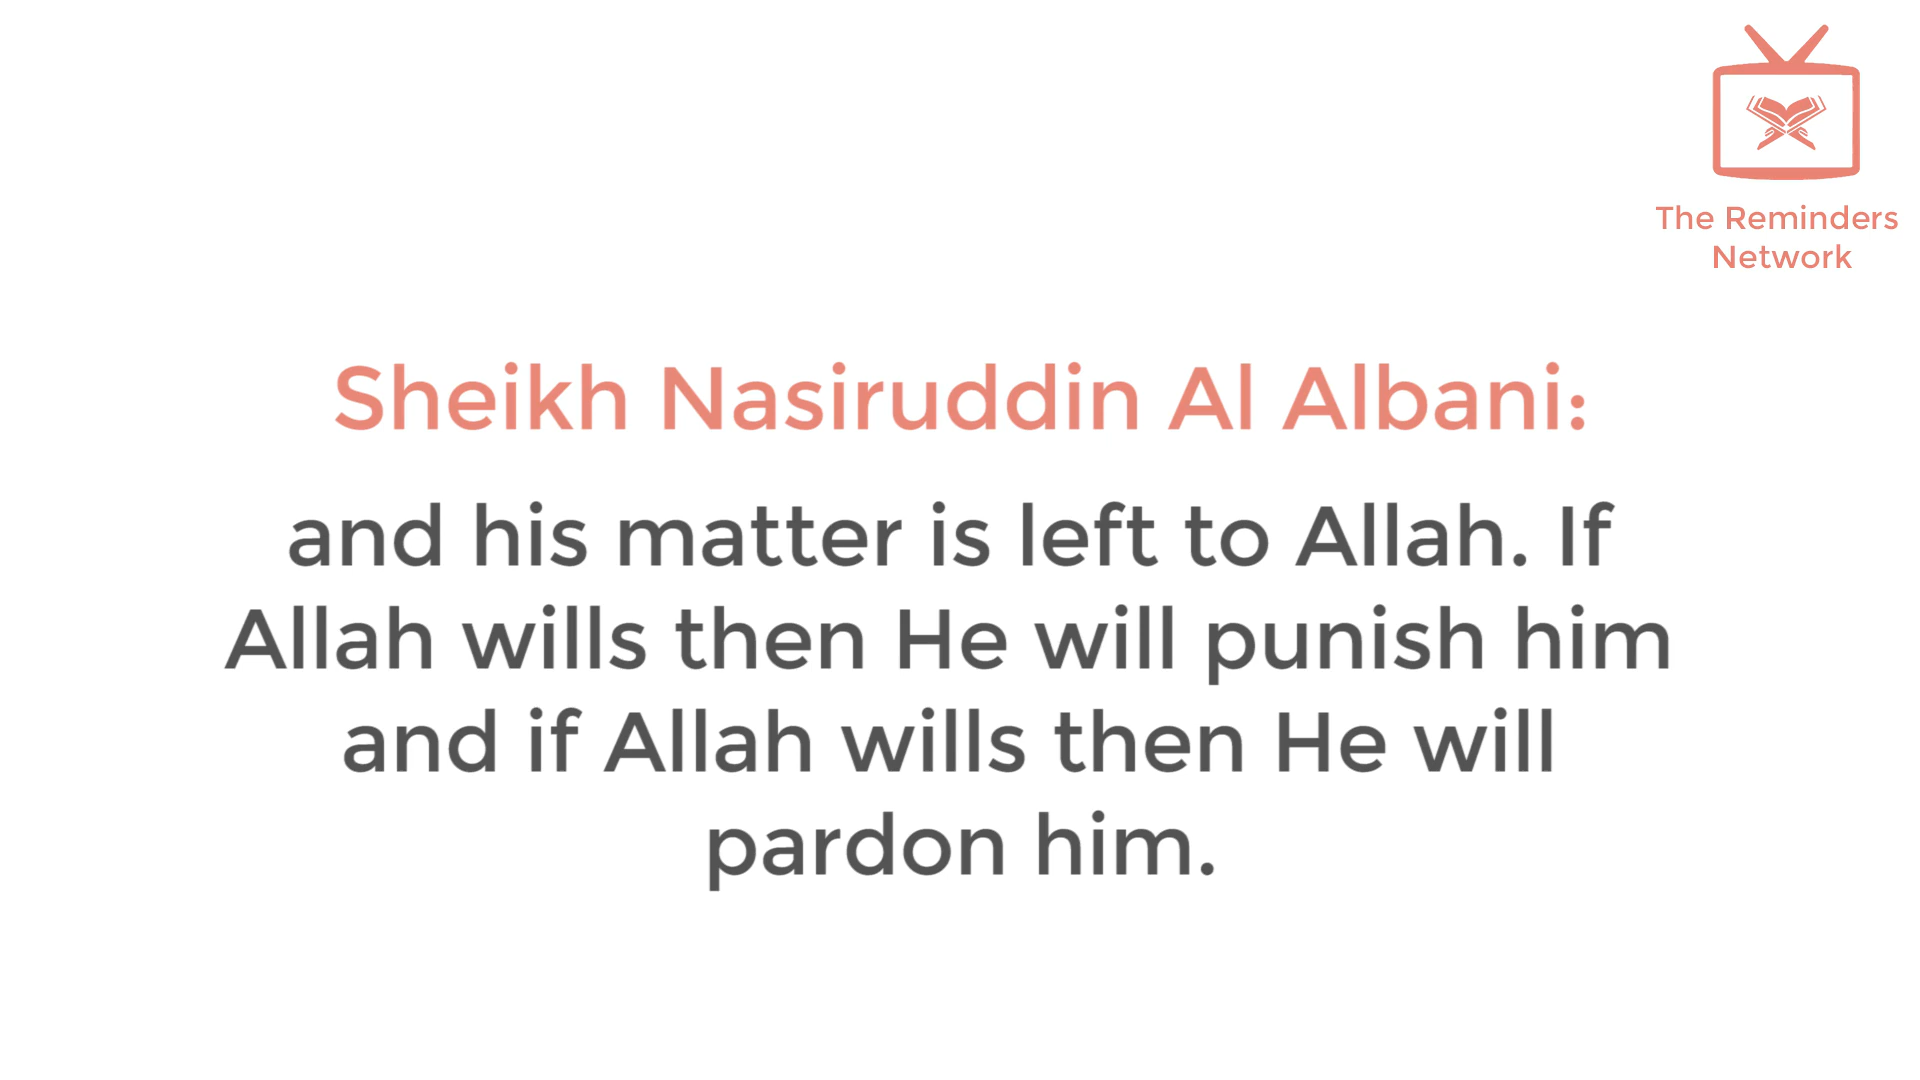 The Reminders
Network
Sheikh Nasiruddin Al Albani:
and his matter is left to Allah. If
Allah wills then He will punish him
and if Allah wills then He will
pardon him.